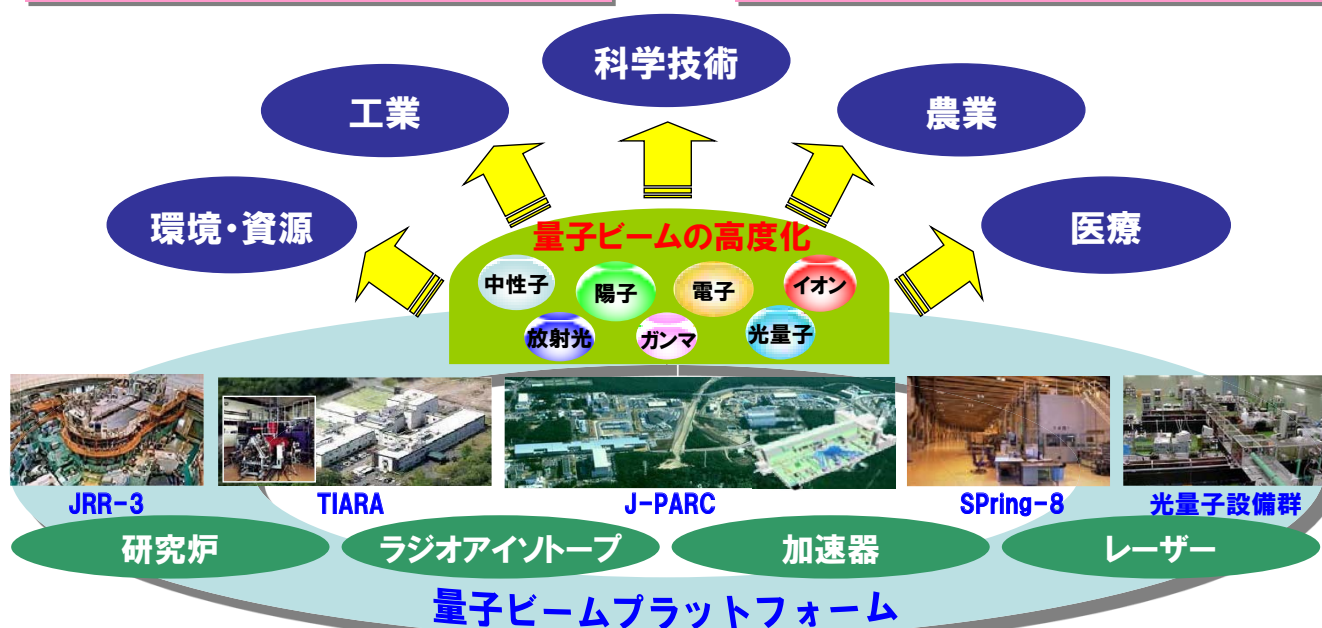 科学技術
工業
農業
環境・資源
医療
量子ビームの高度化
中性子
陽子
電子
イオン
放射光
ガンマ
光量子
JRR-3
TIARA
J-PARC
SPring-8
光量子設備群
研究炉
ラジオアイソトープ
加速器
レーザー
量子ビームプラットフォーム